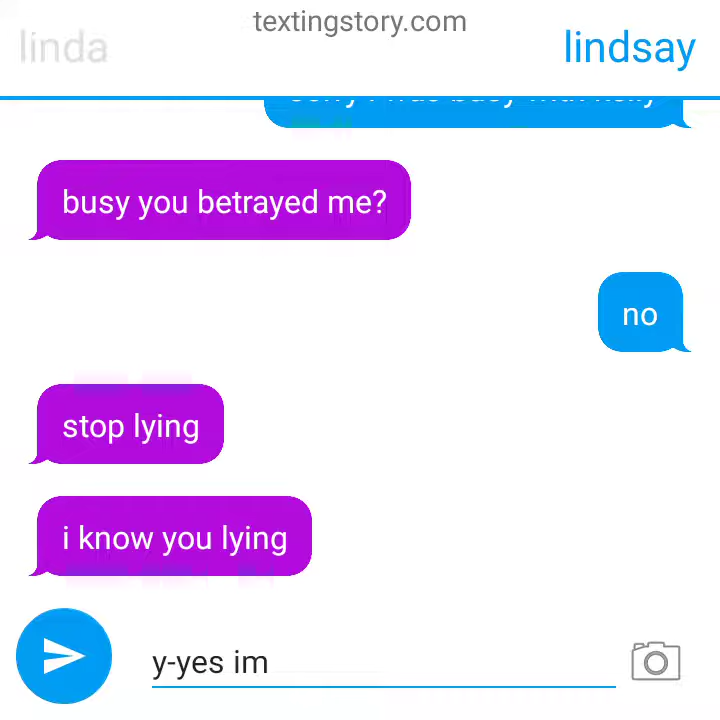 textingstory.com
linda
lindsay
busy you betrayed me?
no
stop lying
i know you lying
y-yes im